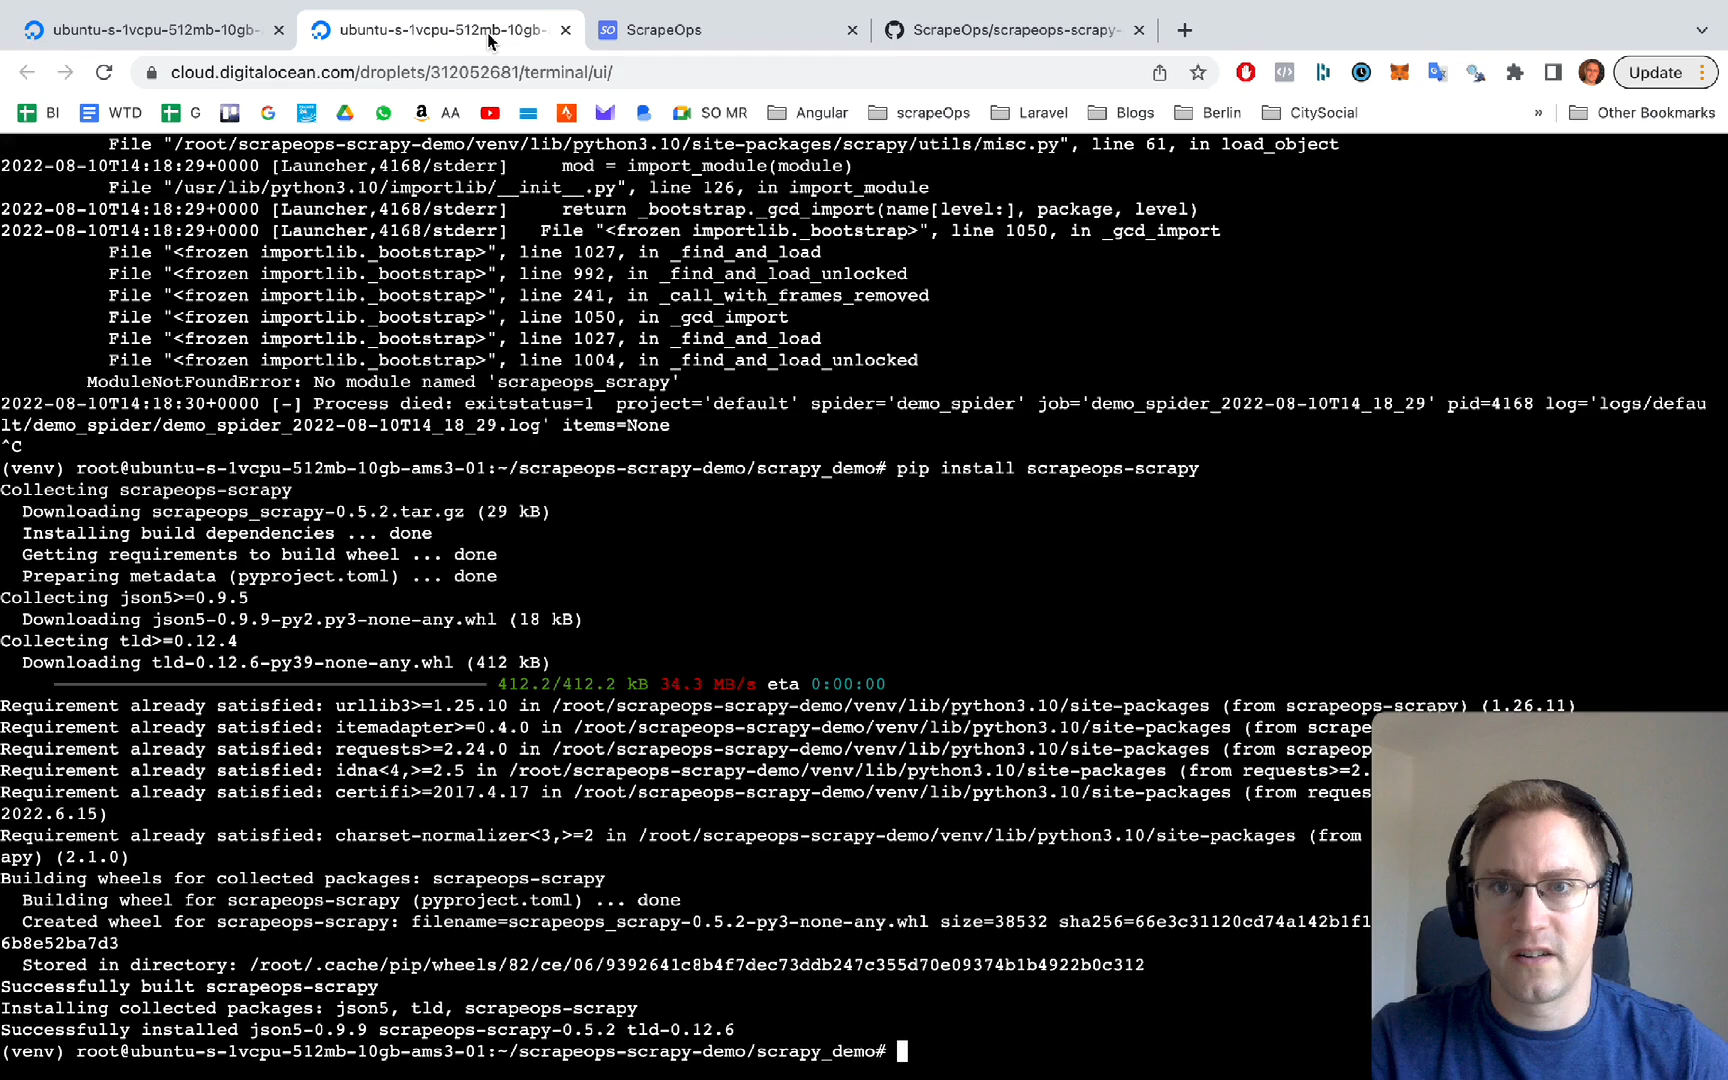 ubuntu-s-1vcpu-512mb-10gb-
ubuntu-s-1vcpu-512mb-10gb-
ScrapeOps
ScrapeOps/scrapeops-scrapy-
cloud.digitalocean.com/droplets/312052681/terminal/ui/
Update
BI
WTD
G
AA
SO MR
Angular
scrapeOps
Laravel
Blogs
Berlin
CitySocial
»
Other Bookmarks
File "/root/scrapeops-scrapy-demo/venv/lib/python3.10/site-packages/scrapy/utils/misc.py", line 61, in load_object
2022-08-10T14:18:29+0000 [Launcher,4168/stderr]     mod = import_module(module)
File "/usr/lib/python3.10/importlib/__init__.py", line 126, in import_module
2022-08-10T14:18:29+0000 [Launcher,4168/stderr]     return _bootstrap._gcd_import(name[level:], package, level)
2022-08-10T14:18:29+0000 [Launcher,4168/stderr]   File "<frozen importlib._bootstrap>", line 1050, in _gcd_import
File "<frozen importlib._bootstrap>", line 1027, in _find_and_load
File "<frozen importlib._bootstrap>", line 992, in _find_and_load_unlocked
File "<frozen importlib._bootstrap>", line 241, in _call_with_frames_removed
File "<frozen importlib._bootstrap>", line 1050, in _gcd_import
File "<frozen importlib._bootstrap>", line 1027, in _find_and_load
File "<frozen importlib._bootstrap>", line 1004, in _find_and_load_unlocked
ModuleNotFoundError: No module named 'scrapeops_scrapy'
2022-08-10T14:18:30+0000 [-] Process died: exitstatus=1  project='default' spider='demo_spider' job='demo_spider_2022-08-10T14_18_29' pid=4168 log='logs/defau
lt/demo_spider/demo_spider_2022-08-10T14_18_29.log' items=None
^C
(venv) root@ubuntu-s-1vcpu-512mb-10gb-ams3-01:~/scrapeops-scrapy-demo/scrapy_demo# pip install scrapeops-scrapy
Collecting scrapeops-scrapy
Downloading scrapeops_scrapy-0.5.2.tar.gz (29 kB)
Installing build dependencies ... done
Getting requirements to build wheel ... done
Preparing metadata (pyproject.toml) ... done
Collecting json5>=0.9.5
Downloading json5-0.9.9-py2.py3-none-any.whl (18 kB)
Collecting tld>=0.12.4
Downloading tld-0.12.6-py39-none-any.whl (412 kB)
412.2/412.2 kB 34.3 MB/s eta 0:00:00
Requirement already satisfied: urllib3>=1.25.10 in /root/scrapeops-scrapy-demo/venv/lib/python3.10/site-packages (from scrapeops-scrapy) (1.26.11)
Requirement already satisfied: itemadapter>=0.4.0 in /root/scrapeops-scrapy-demo/venv/lib/python3.10/site-packages (from scrape
Requirement already satisfied: requests>=2.24.0 in /root/scrapeops-scrapy-demo/venv/lib/python3.10/site-packages (from scrapeop
Requirement already satisfied: idna<4,>=2.5 in /root/scrapeops-scrapy-demo/venv/lib/python3.10/site-packages (from requests>=2.
Requirement already satisfied: certifi>=2017.4.17 in /root/scrapeops-scrapy-demo/venv/lib/python3.10/site-packages (from reques
2022.6.15)
Requirement already satisfied: charset-normalizer<3,>=2 in /root/scrapeops-scrapy-demo/venv/lib/python3.10/site-packages (from
apy) (2.1.0)
Building wheels for collected packages: scrapeops-scrapy
Building wheel for scrapeops-scrapy (pyproject.toml) ... done
Created wheel for scrapeops-scrapy: filename=scrapeops_scrapy-0.5.2-py3-none-any.whl size=38532 sha256=66e3c31120cd74a142b1f1
6b8e52ba7d3
Stored in directory: /root/.cache/pip/wheels/82/ce/06/9392641c8b4f7dec73ddb247c355d70e09374b1b4922b0c312
Successfully built scrapeops-scrapy
Installing collected packages: json5, tld, scrapeops-scrapy
Successfully installed json5-0.9.9 scrapeops-scrapy-0.5.2 tld-0.12.6
(venv) root@ubuntu-s-1vcpu-512mb-10gb-ams3-01:~/scrapeops-scrapy-demo/scrapy_demo#